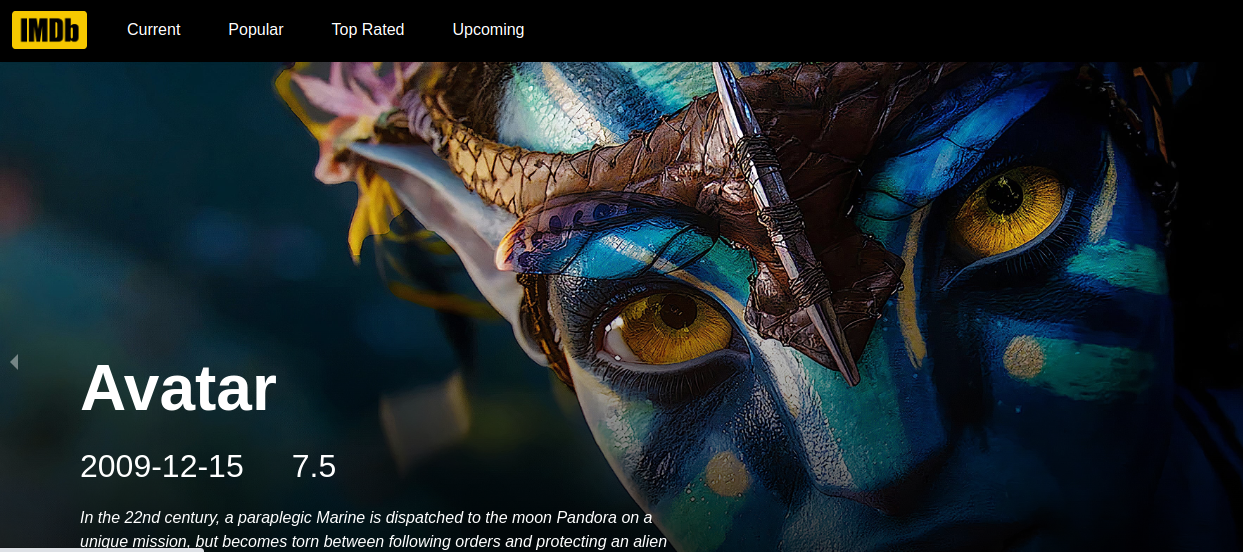 IMDb Current Popular Top Rated Upcoming
Avatar
2009-12-15 7.5
In the 22nd century, a paraplegic Marine is dispatched to the moon Pandora on a
unique mission, but becomes torn between following orders and protecting an alien